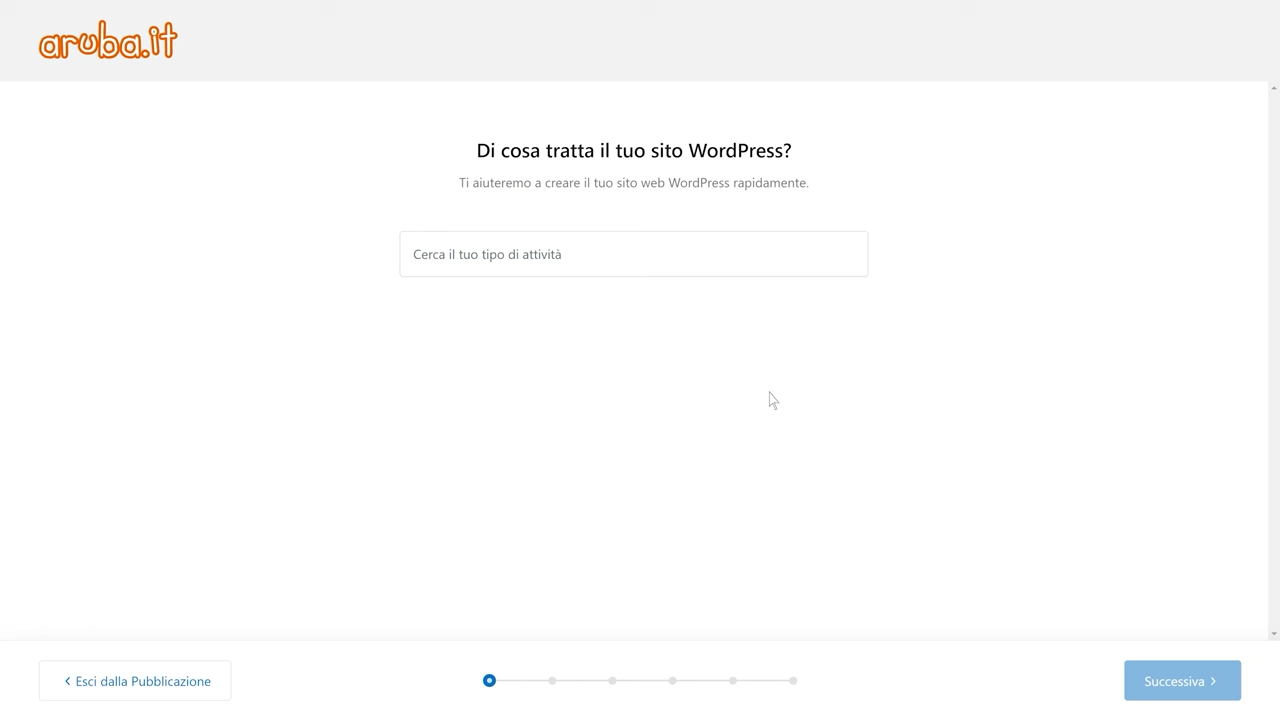 aruba.it
Di cosa tratta il tuo sito WordPress?
Ti aiuteremo a creare il tuo sito web WordPress rapidamente.
Cerca il tuo tipo di attività
Esci dalla Pubblicazione
Successiva